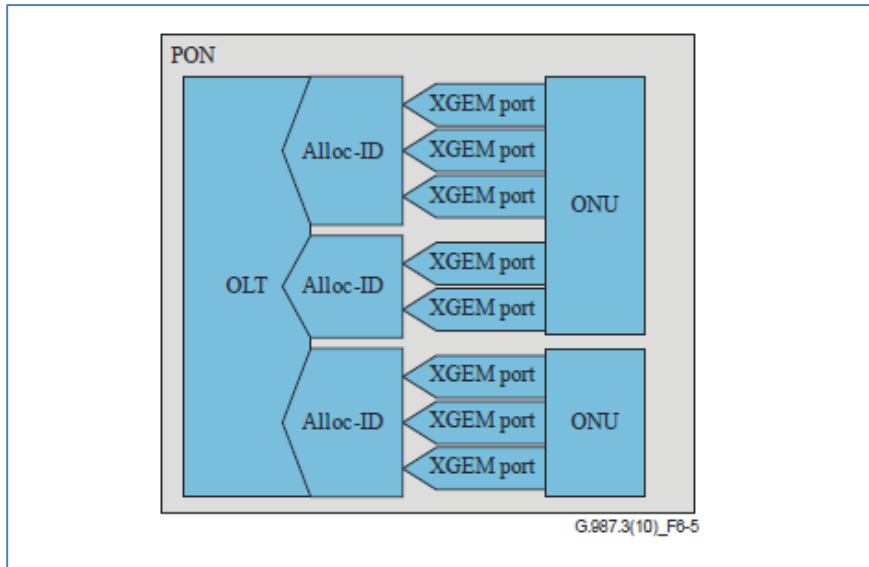 PON
XGEM port
Alloc-ID
XGEM port
XGEM port
ONU
XGEM port
OLT
Alloc-ID
XGEM port
XGEM port
Alloc-ID
XGEM port
ONU
XGEM port
G.987.3(10)_F6-5